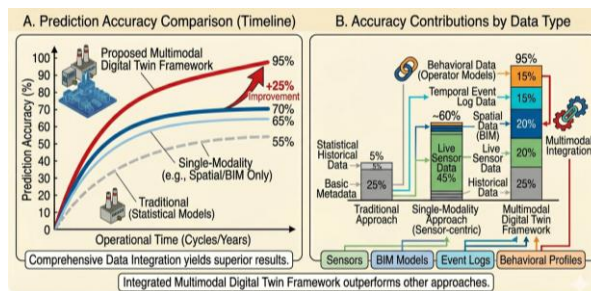 A. Prediction Accuracy Comparison (Timeline)
Prediction Accuracy (%)
100
90
80
70
60
50
40
30
20
10
0
Proposed Multimodal
Digital Twin Framework
95%
+25%
improvement
70%
65%
55%
Single-Modality
(e.g., Spatial/BIM Only)
Traditional
(Statistical Models)
Operational Time (Cycles/Years)
Comprehensive Data Integration yields superior results.
B. Accuracy Contributions by Data Type
Behavioral Data
(Operator Models)
Temporal Event
Log Data
Spatial
Data
(BIM)
Live
Sensor
Data
Historical
Data
Statistical
Historical
Data
Basic
Metadata
5%
5%
25%
Traditional
Approach
~60%
Live
Sensor
Data
45%
Single-Modality
Approach
(Sensor-centric)
95%
15%
15%
20%
20%
25%
Multimodal
Digital Twin
Framework
Multimodal
Integration
Sensors
BIM Models
Event Logs
Behavioral Profiles
Integrated Multimodal Digital Twin Framework outperforms other approaches.